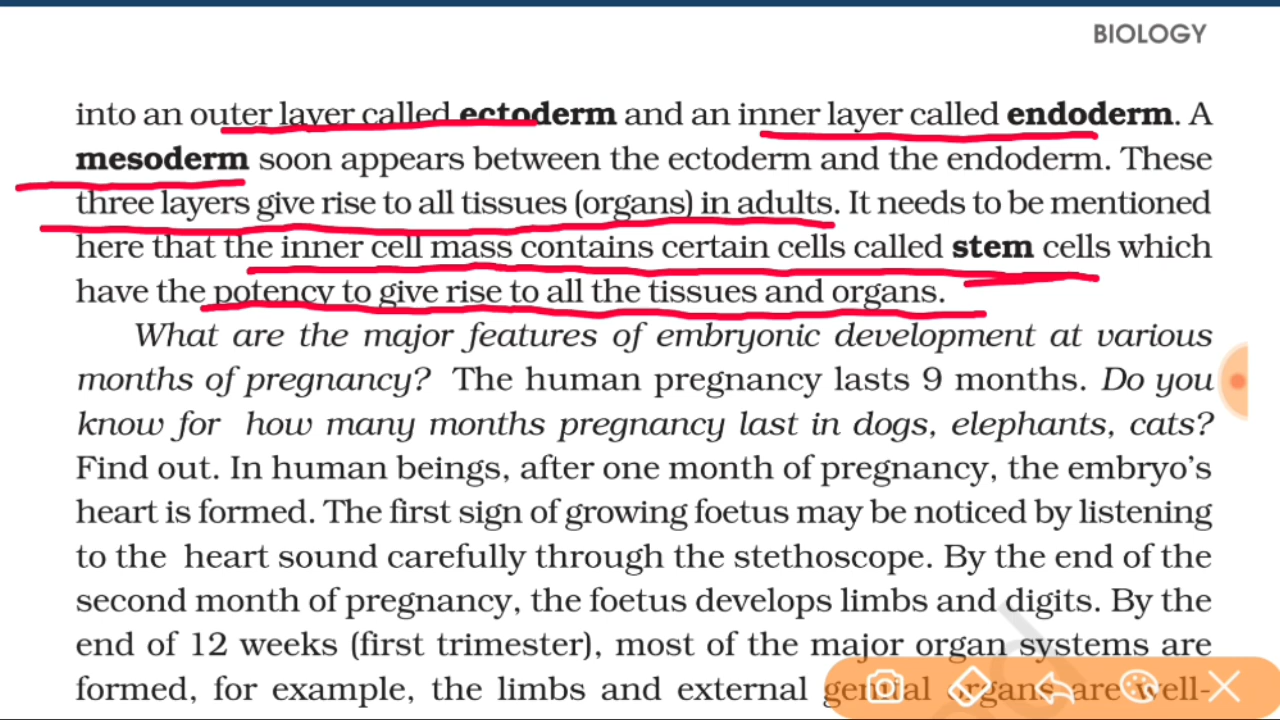 BIOLOGY
into an outer layer called ectoderm and an inner layer called endoderm. A
mesoderm soon appears between the ectoderm and the endoderm. These
three layers give rise to all tissues (organs) in adults. It needs to be mentioned
here that the inner cell mass contains certain cells called stem cells which
have the potency to give rise to all the tissues and organs.
What are the major features of embryonic development at various
months of pregnancy? The human pregnancy lasts 9 months. Do you
know for how many months pregnancy last in dogs, elephants, cats?
Find out. In human beings, after one month of pregnancy, the embryo's
heart is formed. The first sign of growing foetus may be noticed by listening
to the heart sound carefully through the stethoscope. By the end of the
second month of pregnancy, the foetus develops limbs and digits. By the
end of 12 weeks (first trimester), most of the major organ systems are
formed, for example, the limbs and external genital organs are well-